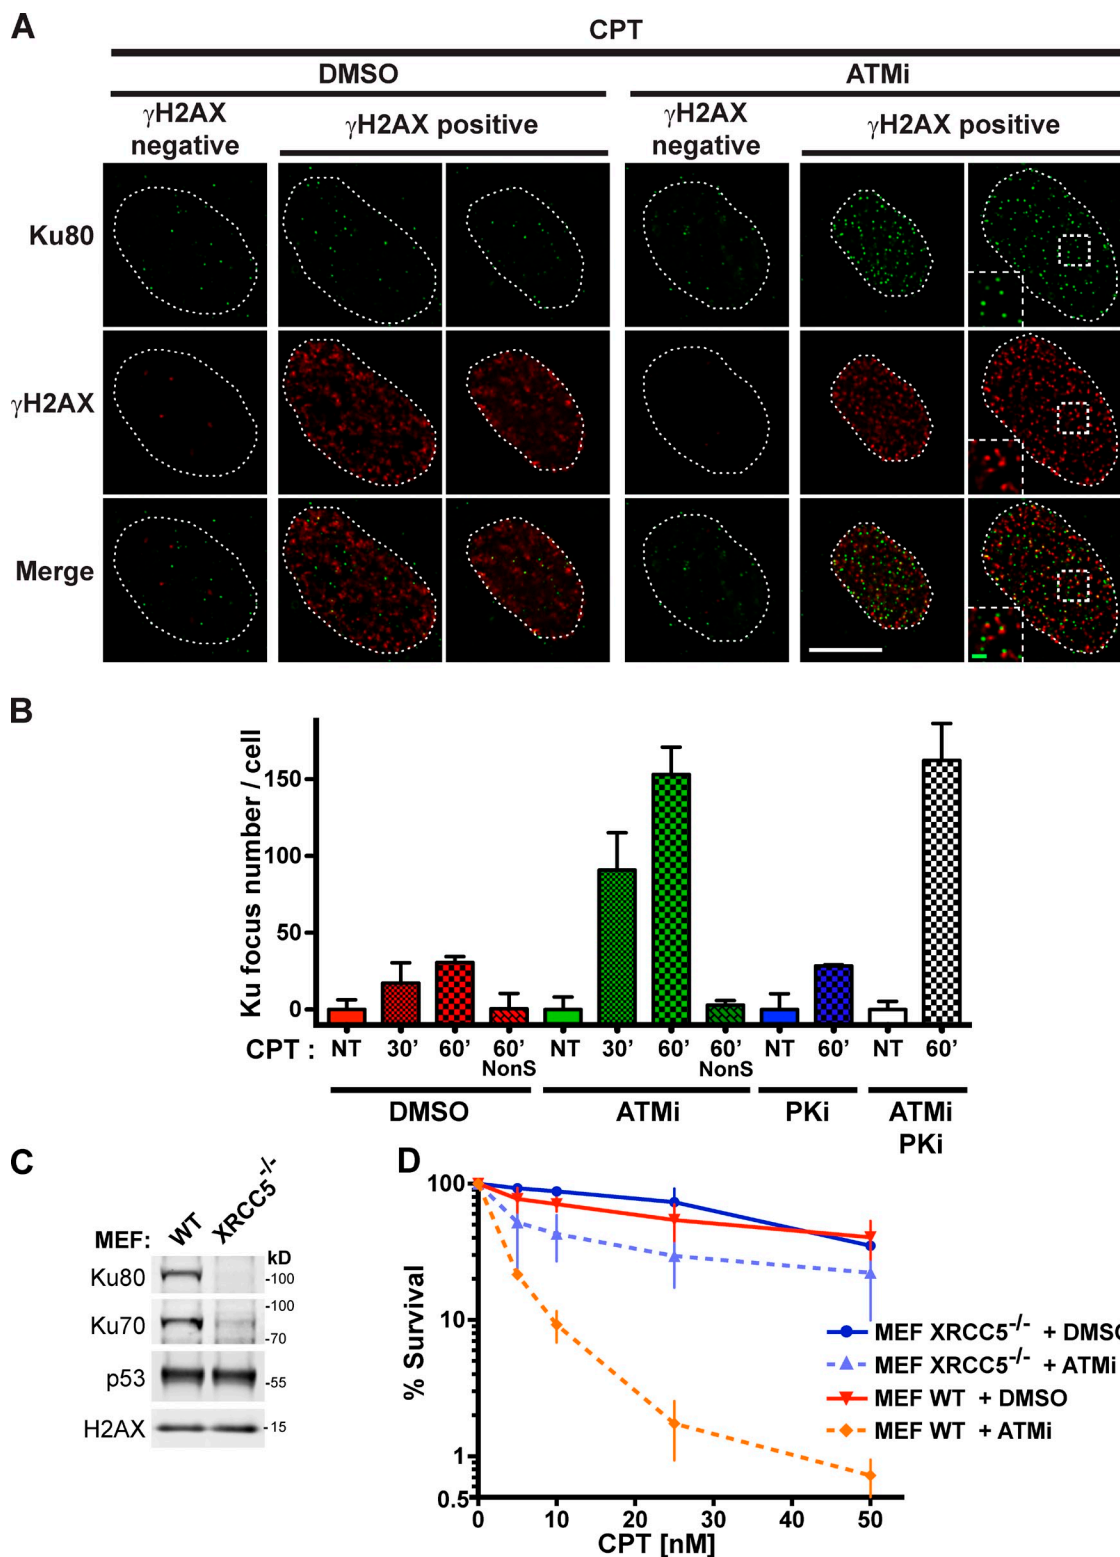 A
CPT
DMSO
ATMi
γH2AX negative
γH2AX positive
γH2AX negative
γH2AX positive
Ku80
γH2AX
Merge
B
Ku focus number / cell
150
100
50
0
CPT : NT 30' 60' 60' NT 30' 60' 60' NT 60' NT 60'
NonS NonS
DMSO ATMi PKi ATMi
PKi
C
MEF: WT XRCC5-/-
kD
Ku80 -100
-100
Ku70
-70
p53 -55
H2AX -15
D
% Survival
100
10
1
0.5
0 10 20 30 40 50
CPT [nM]
MEF XRCC5-/- + DMSO
MEF XRCC5-/- + ATMi
MEF WT + DMSO
MEF WT + ATMi